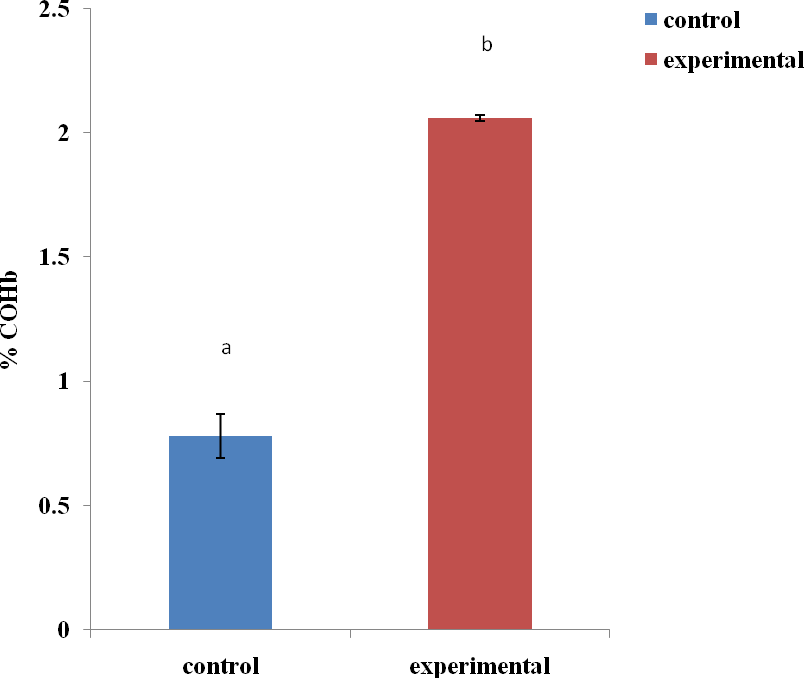 2.5
2
1.5
1
0.5
0
% COHb
a
b
control
experimental
control
experimental